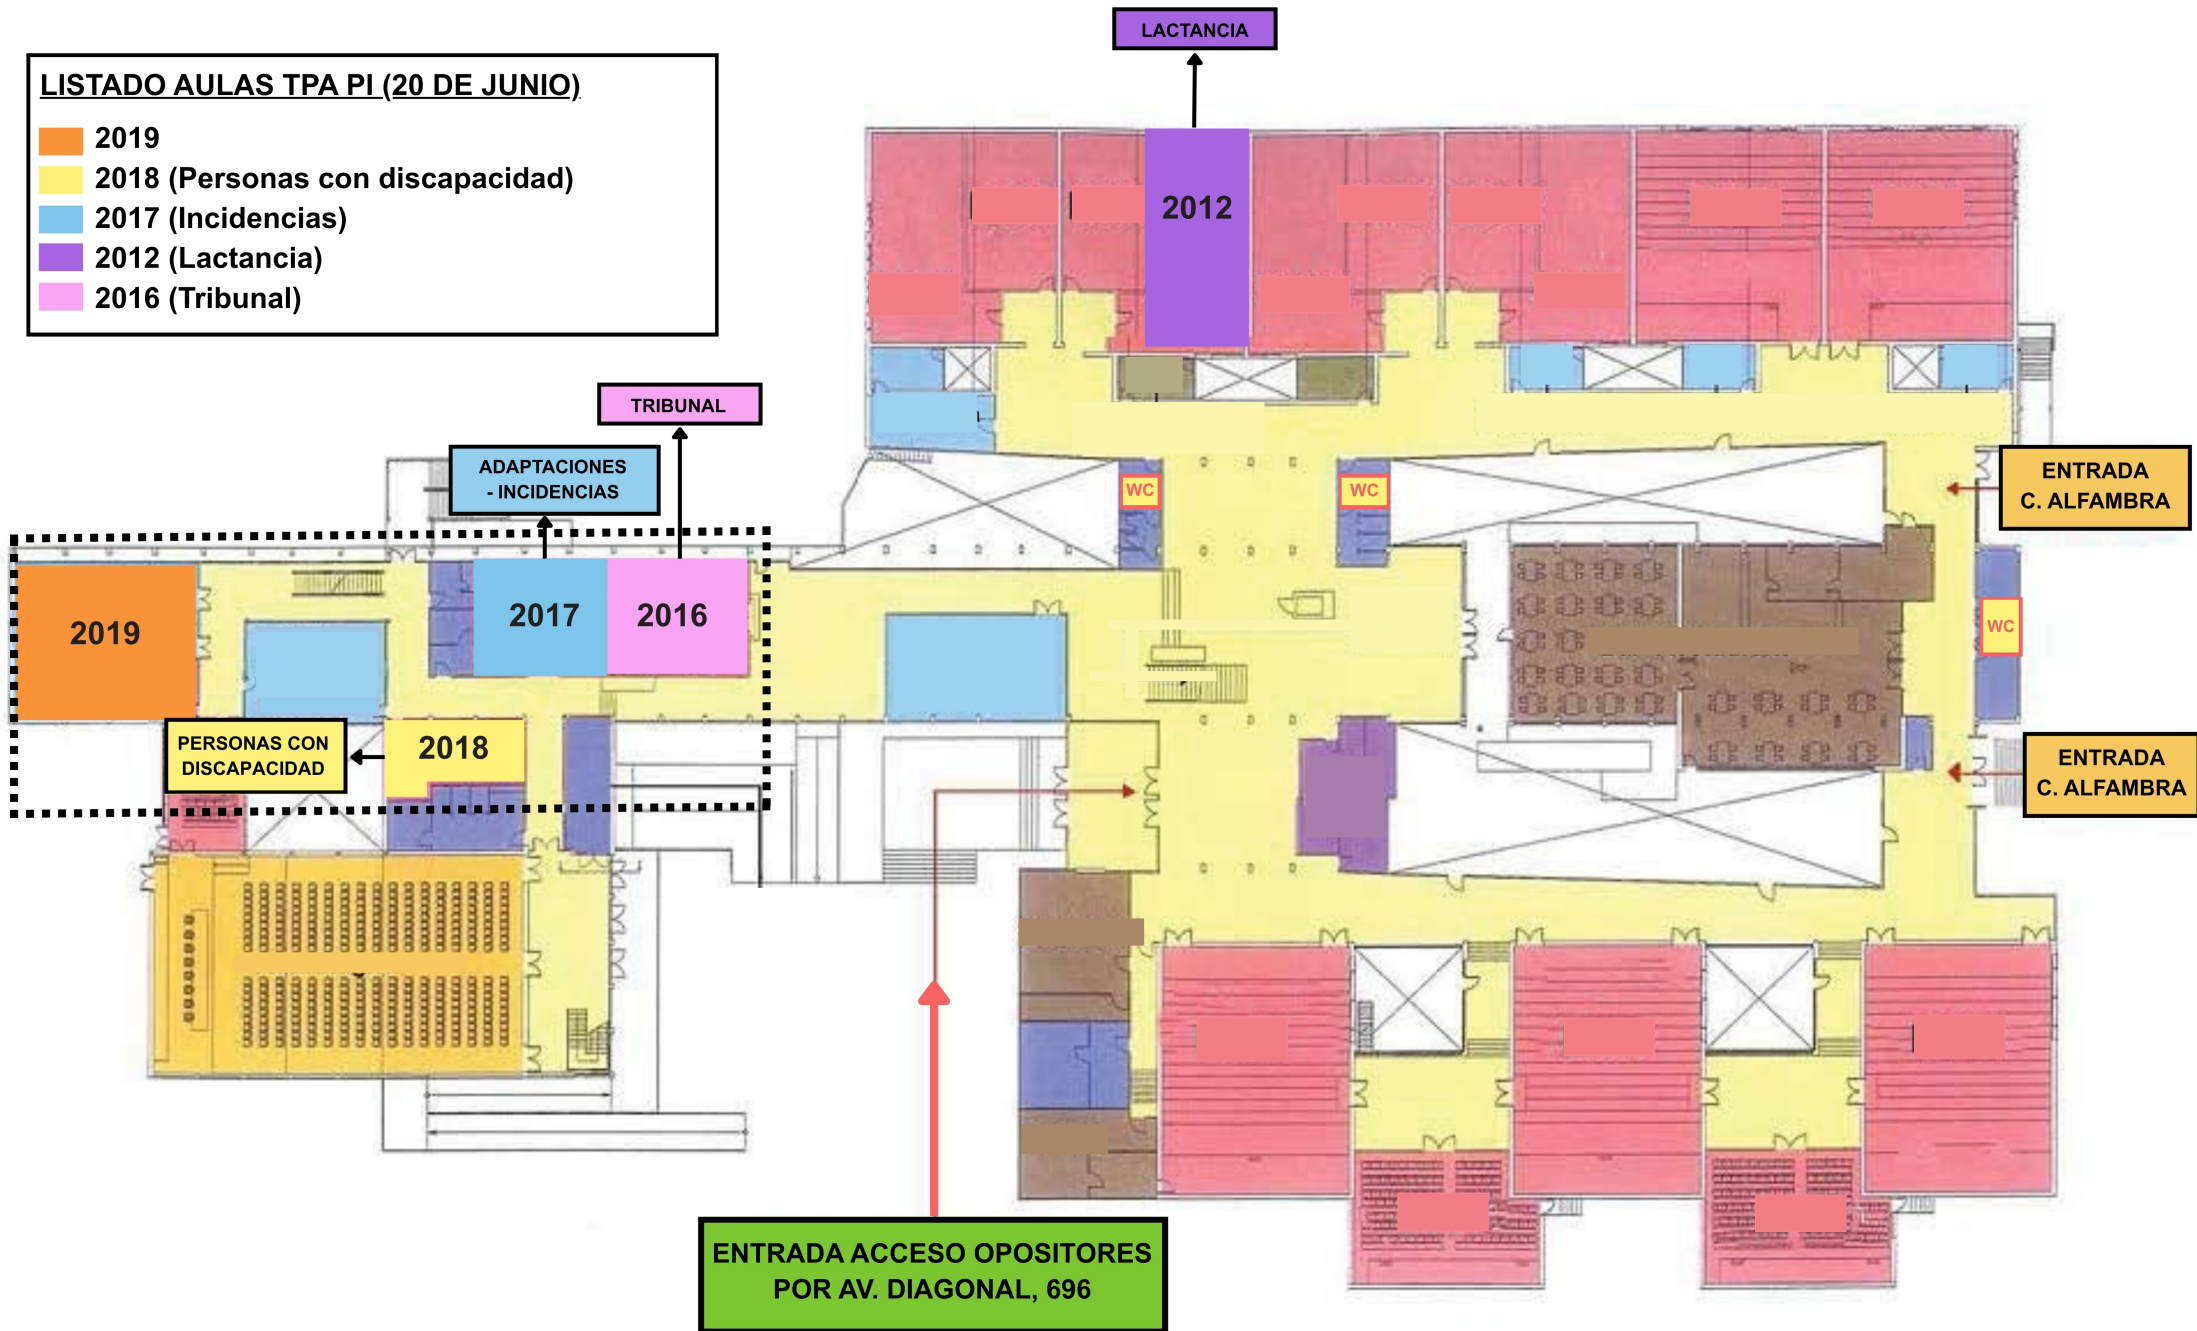 LACTANCIA
LISTADO AULAS TPA PI (20 DE JUNIO)
2019
2018 (Personas con discapacidad)
2017 (Incidencias)
2012 (Lactancia)
2016 (Tribunal)
2012
TRIBUNAL
ADAPTACIONES
- INCIDENCIAS
WC
WC
ENTRADA
C. ALFAMBRA
2019
2017
2016
WC
PERSONAS CON
DISCAPACIDAD
2018
ENTRADA
C. ALFAMBRA
ENTRADA ACCESO OPOSITORES
POR AV. DIAGONAL, 696